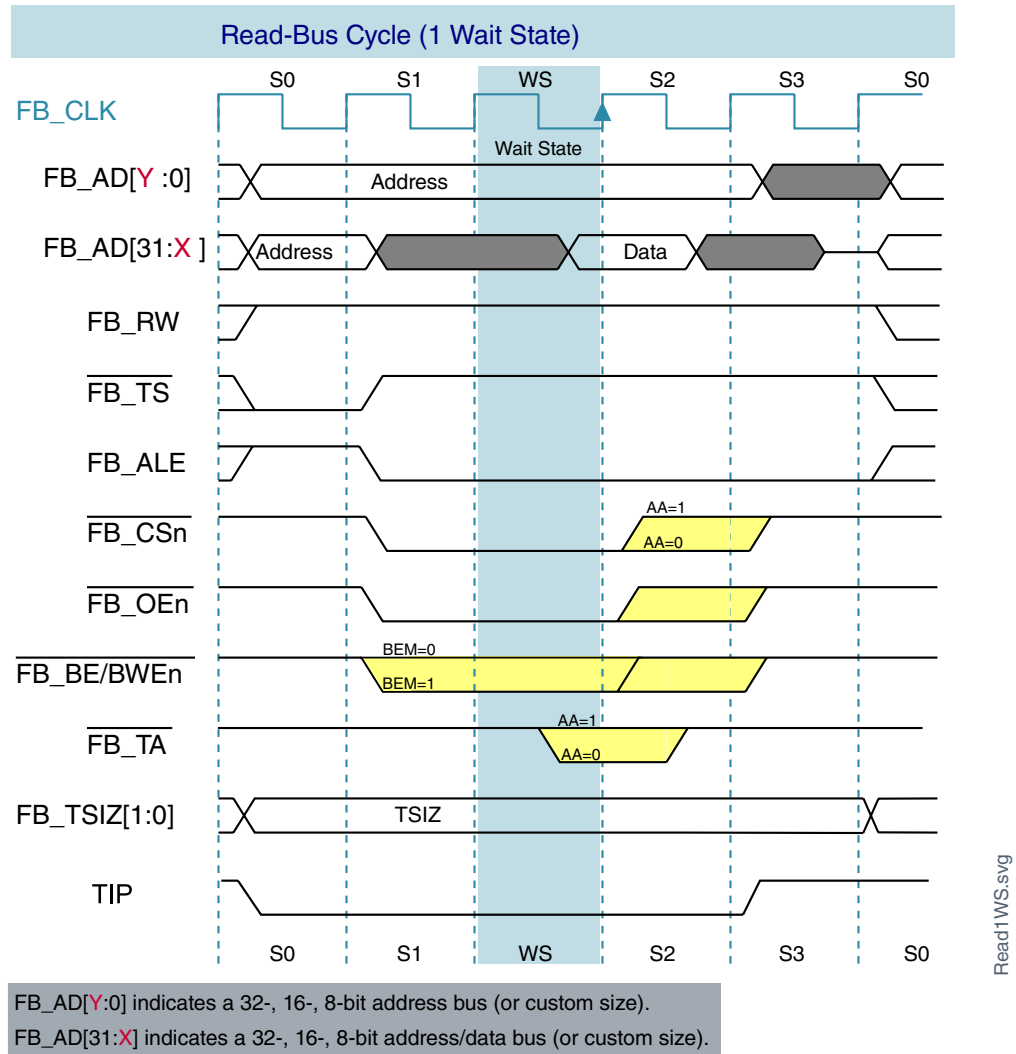 Read-Bus Cycle (1 Wait State)
S0 S1 WS S2 S3 S0
FB_CLK
Wait State
FB_AD[Y :0] Address
FB_AD[31:X ] Address Data
FB_RW
FB_TS
FB_ALE
AA=1
FB_CSn
AA=0
FB_OEn
BEM=0
FB_BE/BWEn
BEM=1
AA=1
FB_TA
AA=0
FB_TSIZ[1:0] TSIZ
TIP
S0 S1 WS S2 S3 S0
Read1WS.svg
FB_AD[Y:0] indicates a 32-, 16-, 8-bit address bus (or custom size).
FB_AD[31:X] indicates a 32-, 16-, 8-bit address/data bus (or custom size).